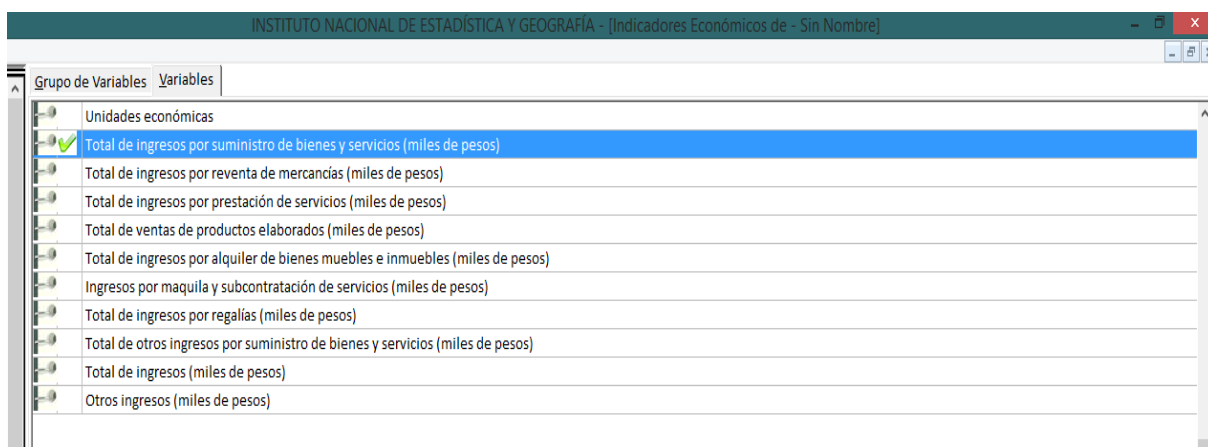 INSTITUTO NACIONAL DE ESTADÍSTICA Y GEOGRAFÍA - [Indicadores Económicos de - Sin Nombre]
Grupo de Variables Variables
Unidades económicas
Total de ingresos por suministro de bienes y servicios (miles de pesos)
Total de ingresos por reventa de mercancías (miles de pesos)
Total de ingresos por prestación de servicios (miles de pesos)
Total de ventas de productos elaborados (miles de pesos)
Total de ingresos por alquiler de bienes muebles e inmuebles (miles de pesos)
Ingresos por maquila y subcontratación de servicios (miles de pesos)
Total de ingresos por regalías (miles de pesos)
Total de otros ingresos por suministro de bienes y servicios (miles de pesos)
Total de ingresos (miles de pesos)
Otros ingresos (miles de pesos)